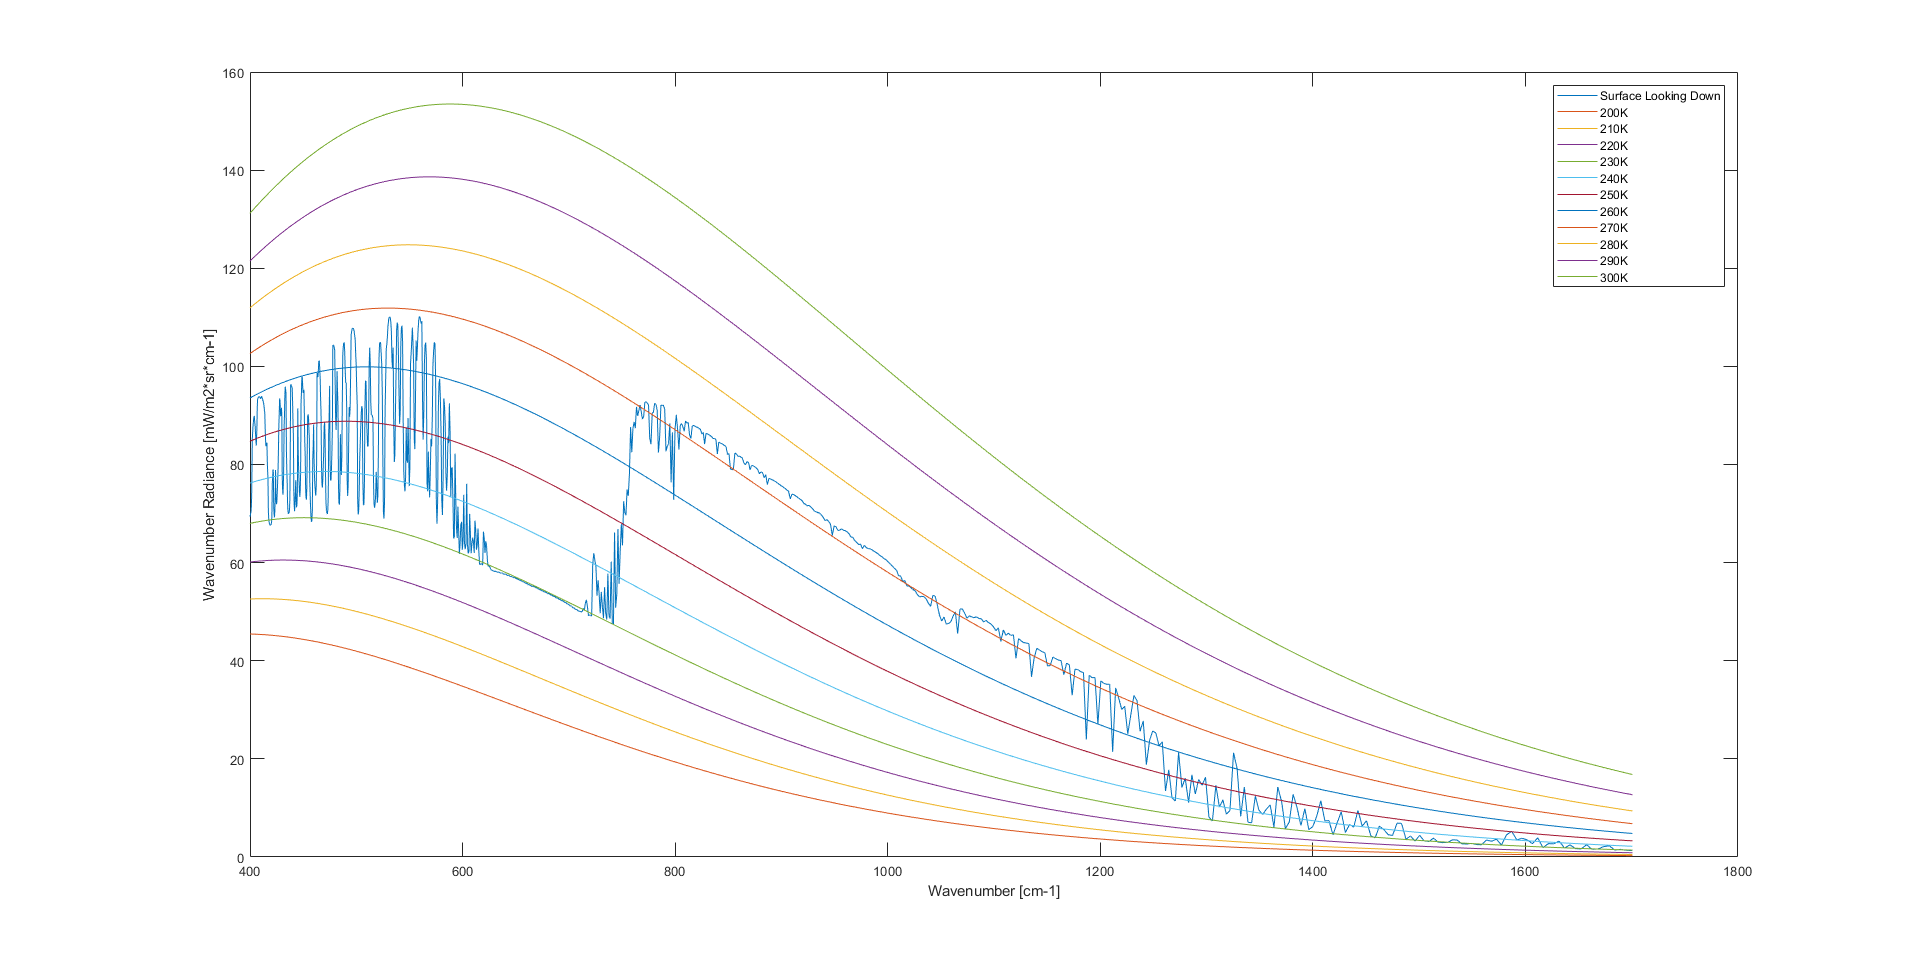 160
140
120
100
80
60
40
20
0
Wavenumber Radiance [mW/m2*sr*cm-1]
Surface Looking Down
200K
210K
220K
230K
240K
250K
260K
270K
280K
290K
300K
400 600 800 1000 1200 1400 1600 1800
Wavenumber [cm-1]